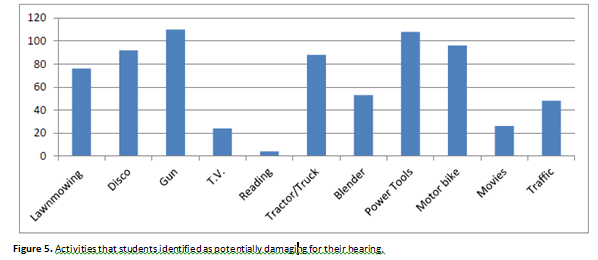 120
100
80
60
40
20
0
Lawnmowing
Disco
Gun
T.V.
Reading
Tractor/Truck
Blender
Power Tools
Motor bike
Movies
Traffic
Figure 5. Activities that students identified as potentially damaging for their hearing.